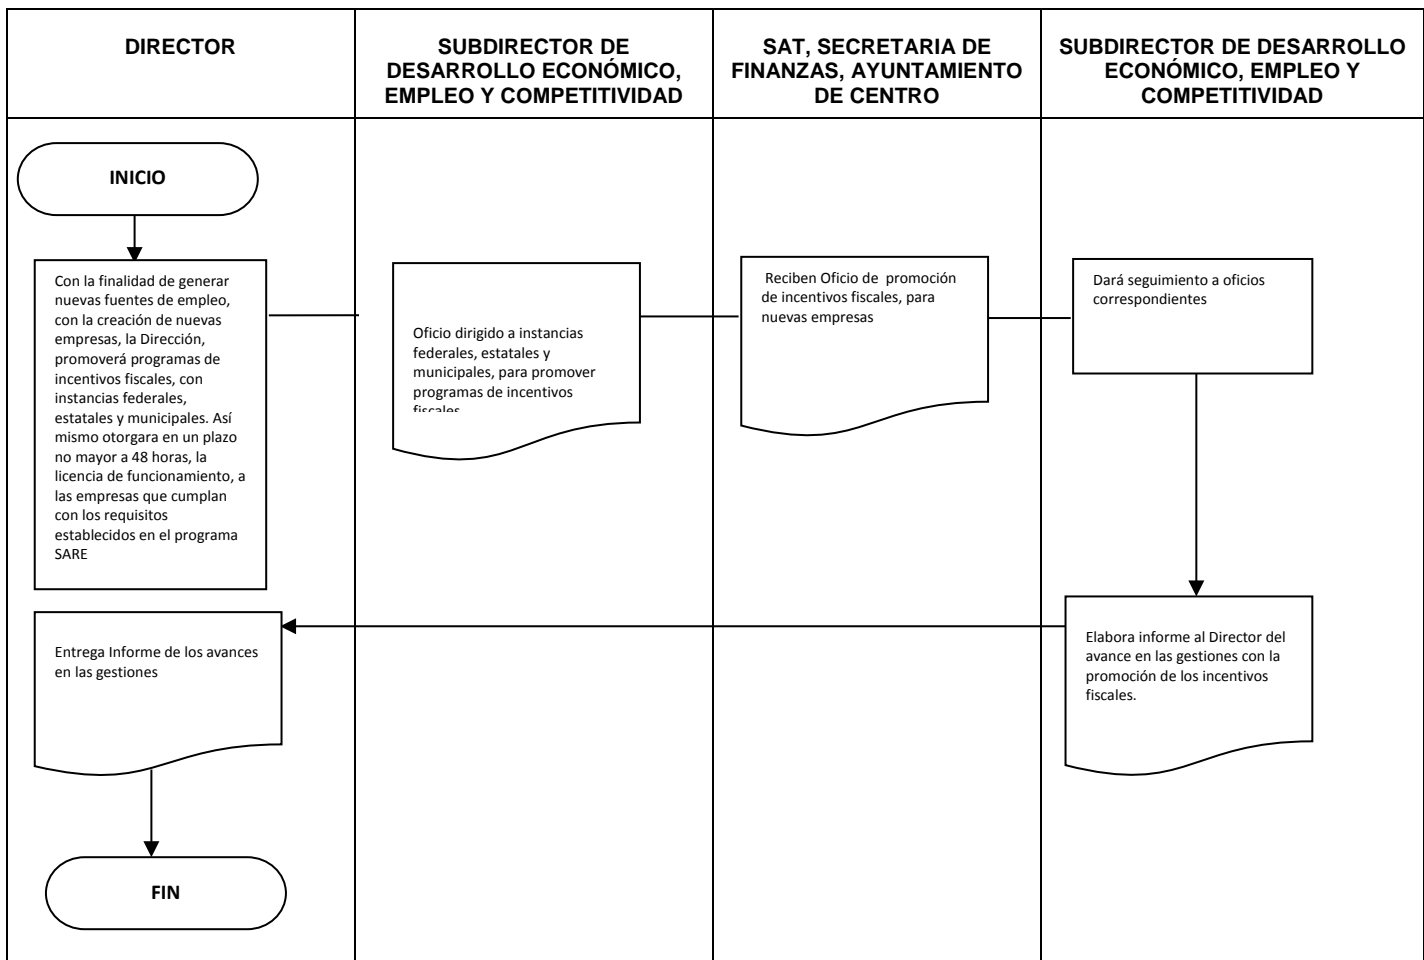 DIRECTOR
SUBDIRECTOR DE
DESARROLLO ECONÓMICO,
EMPLEO Y COMPETITIVIDAD
SAT, SECRETARIA DE
FINANZAS, AYUNTAMIENTO
DE CENTRO
SUBDIRECTOR DE DESARROLLO
ECONÓMICO, EMPLEO Y
COMPETITIVIDAD
INICIO
Con la finalidad de generar
nuevas fuentes de empleo,
con la creación de nuevas
empresas, la Dirección,
promoverá programas de
incentivos fiscales, con
instancias federales,
estatales y municipales. Así
mismo otorgara en un plazo
no mayor a 48 horas, la
licencia de funcionamiento, a
las empresas que cumplan
con los requisitos
establecidos en el programa
SARE
Oficio dirigido a instancias
federales, estatales y
municipales, para promover
programas de incentivos
fiscales
Reciben Oficio de promoción
de incentivos fiscales, para
nuevas empresas
Dará seguimiento a oficios
correspondientes
Elabora informe al Director del
avance en las gestiones con la
promoción de los incentivos
fiscales.
Entrega Informe de los avances
en las gestiones
FIN